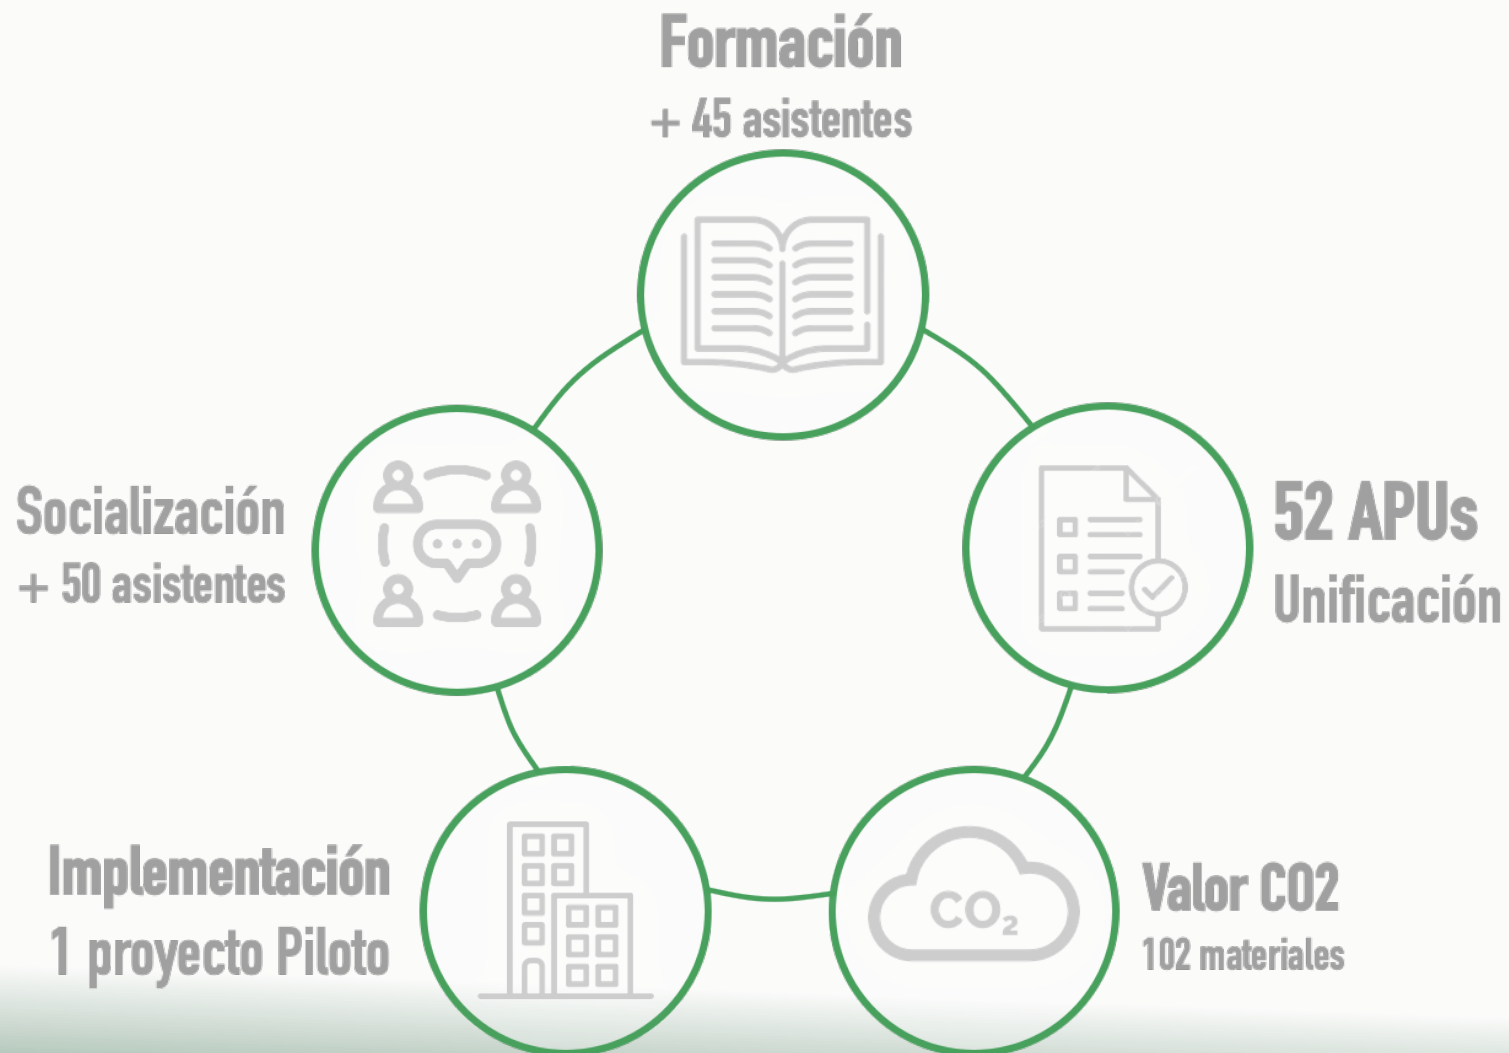 Formación
+ 45 asistentes
52 APUs
Unificación
Valor CO2
102 materiales
CO₂
Implementación
1 proyecto Piloto
Socialización
+ 50 asistentes